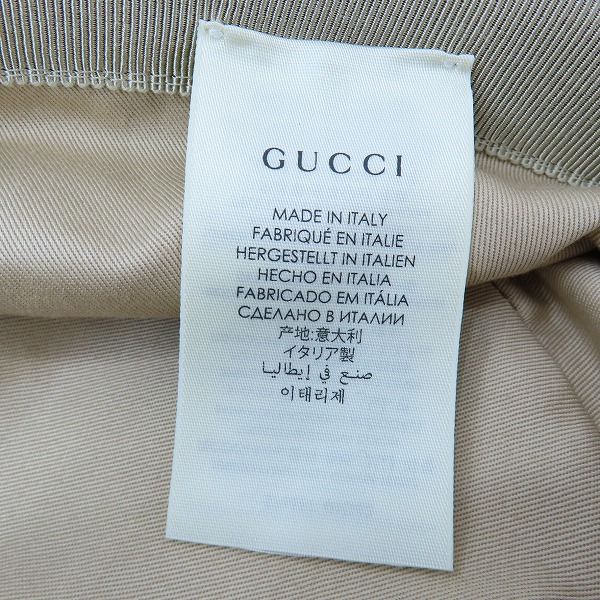 GUCCI
MADE IN ITALY
FABRIQUÉ EN ITALIE
HERGESTELLT IN ITALIEN
HECHO EN ITALIA
FABRICADO EM ITÁLIA
СДЕЛАНО В ИТАЛИИ
产地:意大利
イタリア製
صنع في إيطاليا
이태리제